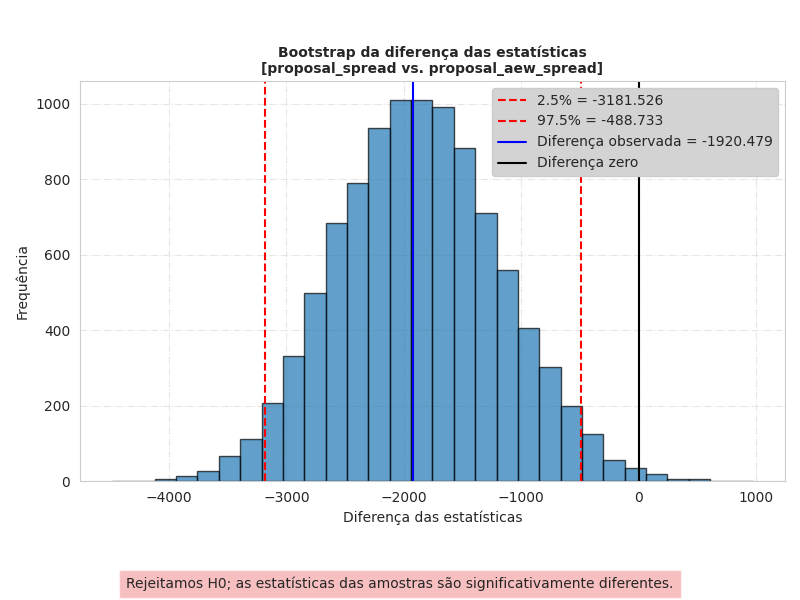 Bootstrap da diferença das estatísticas
[proposal_spread vs. proposal_aew_spread]
2.5% = -3181.526
97.5% = -488.733
Diferença observada = -1920.479
Diferença zero
Frequência
1000
800
600
400
200
0
−4000
−3000
−2000
−1000
0
1000
Diferença das estatísticas
Rejeitamos H0; as estatísticas das amostras são significativamente diferentes.